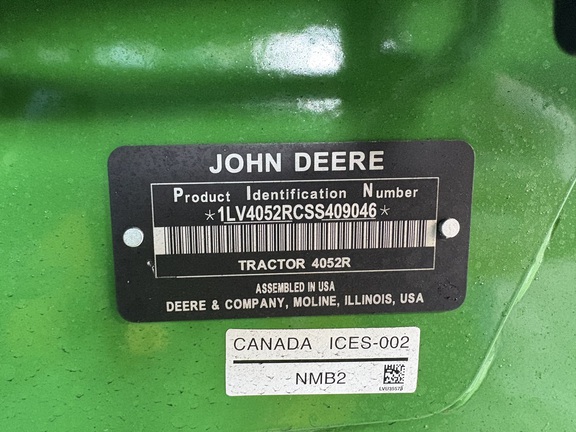 JOHN DEERE
Product Identification Number
*1LV4052RCSS409046*
TRACTOR 4052R
ASSEMBLED IN USA
DEERE & COMPANY, MOLINE, ILLINOIS, USA
CANADA ICES-002
NMB2